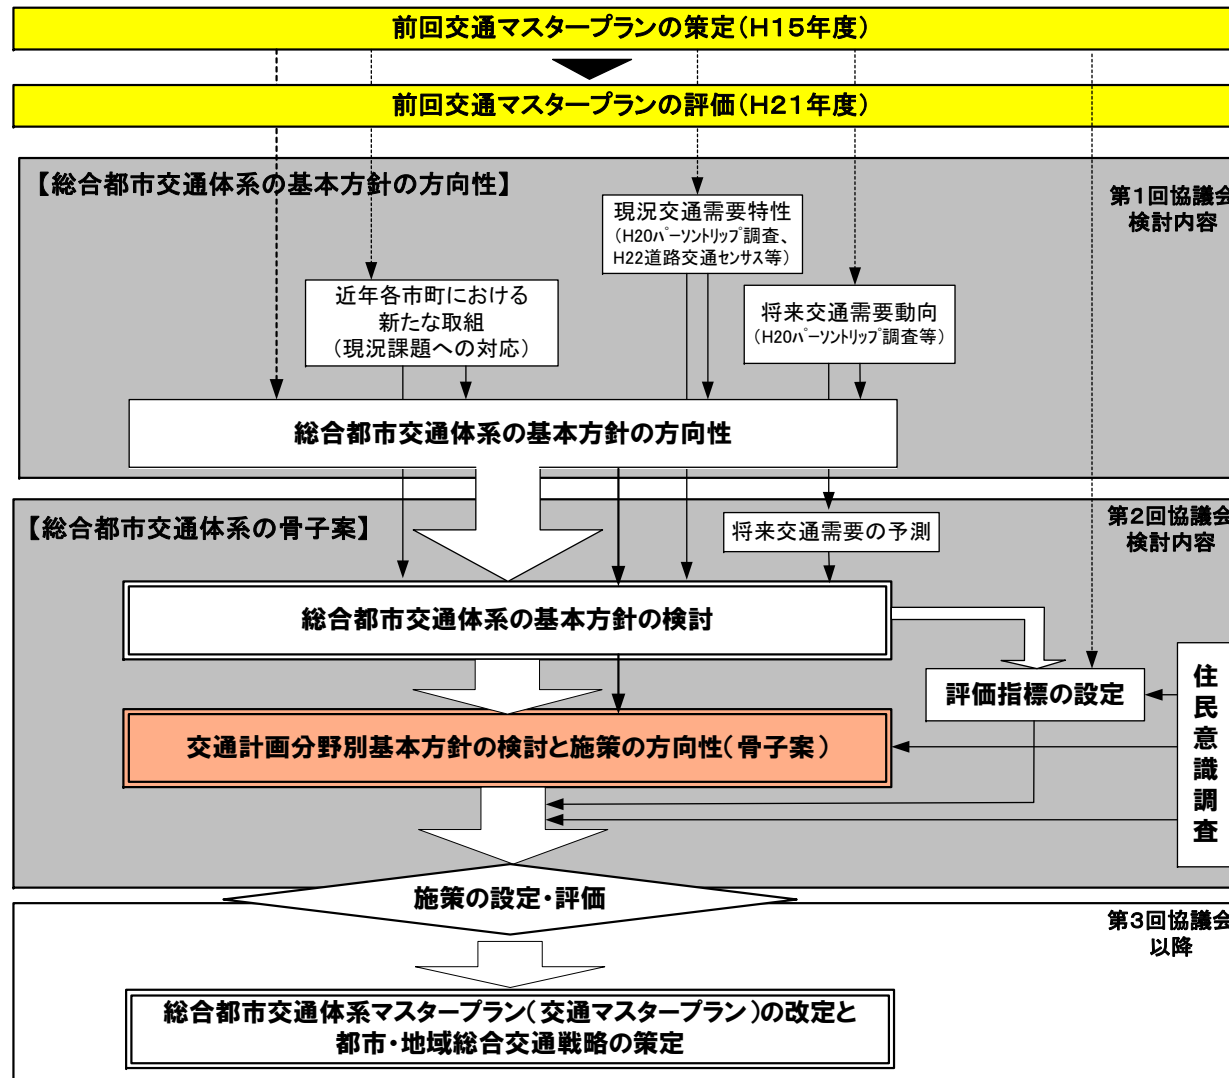 前回交通マスタープランの策定(H15年度)
前回交通マスタープランの評価(H21年度)
【総合都市交通体系の基本方針の方向性】
第1回協議会
検討内容
現況交通需要特性
(H20パーソントリップ調査、
H22道路交通センサス等)
近年各市町における
新たな取組
(現況課題への対応)
将来交通需要動向
(H20パーソントリップ調査等)
総合都市交通体系の基本方針の方向性
【総合都市交通体系の骨子案】
第2回協議会
検討内容
将来交通需要の予測
総合都市交通体系の基本方針の検討
評価指標の設定
住民意識調査
交通計画分野別基本方針の検討と施策の方向性(骨子案)
施策の設定・評価
第3回協議会
以降
総合都市交通体系マスタープラン(交通マスタープラン)の改定と
都市・地域総合交通戦略の策定